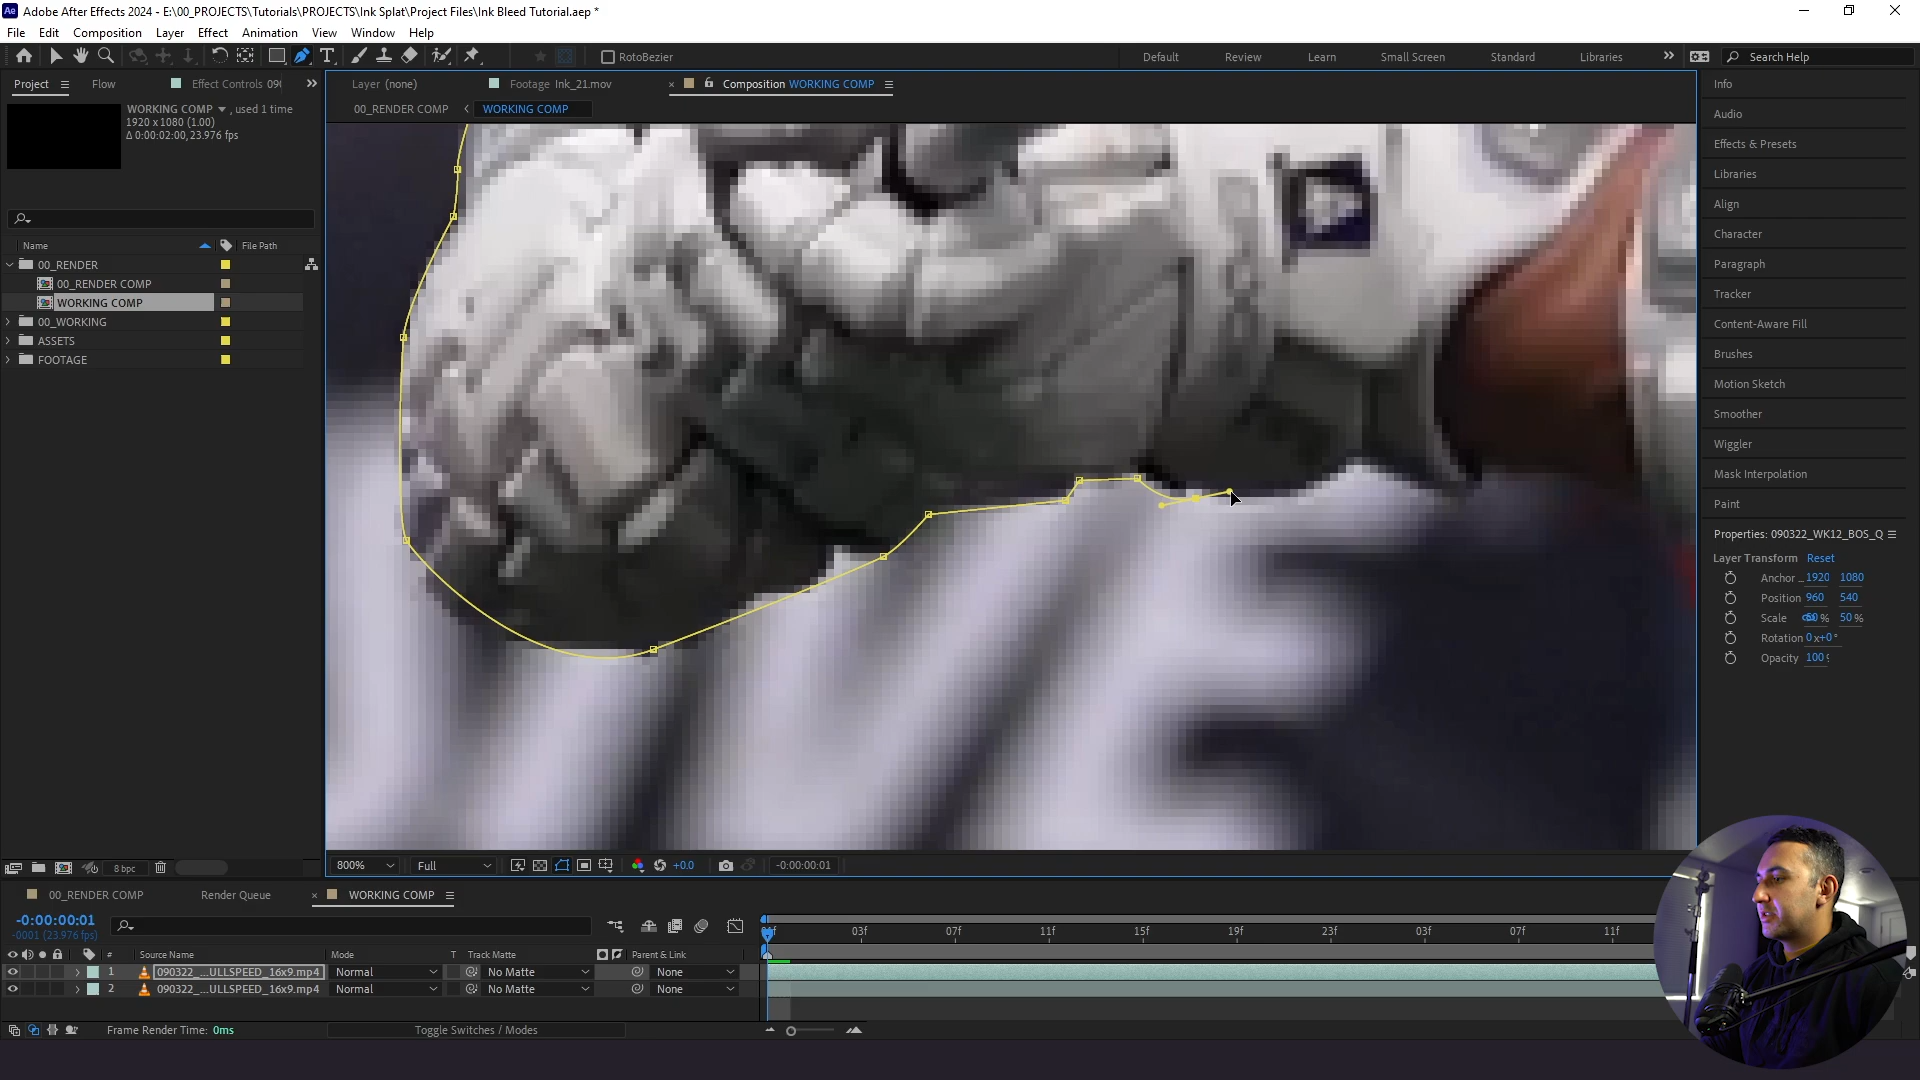 Adobe After Effects 2024 - E:\00_PROJECTS\Tutorials\PROJECTS\Ink Splat\Project Files\Ink Bleed Tutorial.aep *
File Edit Composition Layer Effect Animation View Window Help
RotoBezier
Default Review Learn Small Screen Standard Libraries Search Help
Project Flow Effect Controls 09
Layer (none) Footage Ink_21.mov Composition WORKING COMP
00_RENDER COMP WORKING COMP
WORKING COMP , used 1 time
1920 x 1080 (1.00)
Δ 0:00:02:00, 23.976 fps
Name File Path
00_RENDER
00_RENDER COMP
WORKING COMP
00_WORKING
ASSETS
FOOTAGE
8 bpc
800% Full +0.0 -0:00:00:01
Info
Audio
Effects & Presets
Libraries
Align
Character
Paragraph
Tracker
Content-Aware Fill
Brushes
Motion Sketch
Smoother
Wiggler
Mask Interpolation
Paint
Properties: 090322_WK12_BOS_Q
Layer Transform Reset
Anchor .. 1920 1080
Position 960 540
Scale 50 % 50 %
Rotation 0x+0°
Opacity 100
00_RENDER COMP Render Queue WORKING COMP
-0:00:00:01
-0001 (23.976 fps)
03f 07f 11f 15f 19f 23f 03f 07f 11f
# Source Name Mode T Track Matte Parent & Link
1 090322_...ULLSPEED_16x9.mp4 Normal No Matte None
2 090322_...ULLSPEED_16x9.mp4 Normal No Matte None
Frame Render Time: 0ms Toggle Switches / Modes